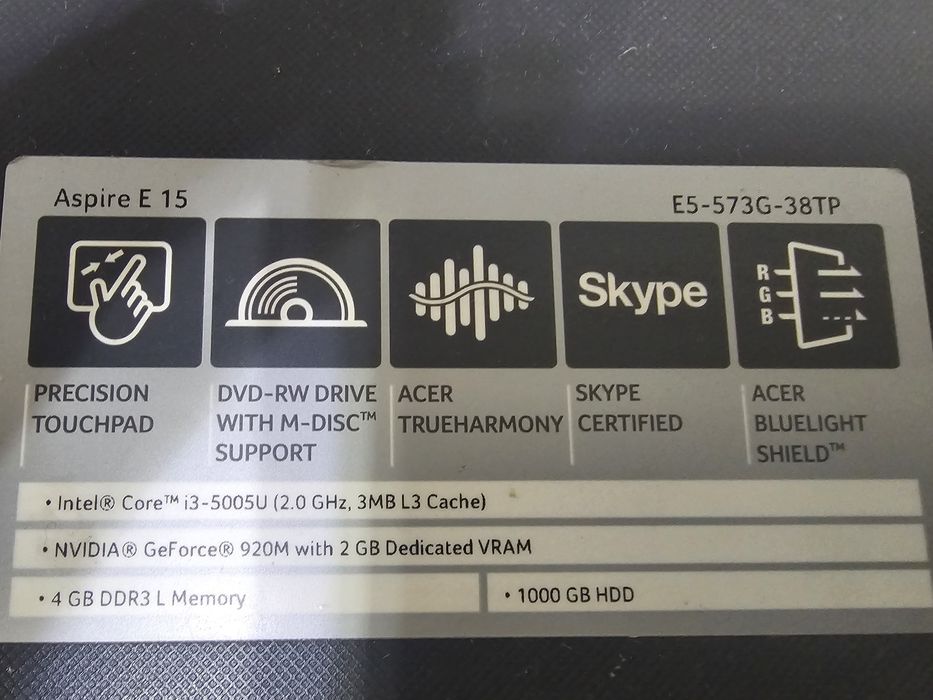 Aspire E 15
E5-573G-38TP
Skype
R
G
B
PRECISION
TOUCHPAD
DVD-RW DRIVE
WITH M-DISC™
SUPPORT
ACER
TRUEHARMONY
SKYPE
CERTIFIED
ACER
BLUELIGHT
SHIELD™
• Intel® Core™ i3-5005U (2.0 GHz, 3MB L3 Cache)
• NVIDIA® GeForce® 920M with 2 GB Dedicated VRAM
• 4 GB DDR3 L Memory
• 1000 GB HDD